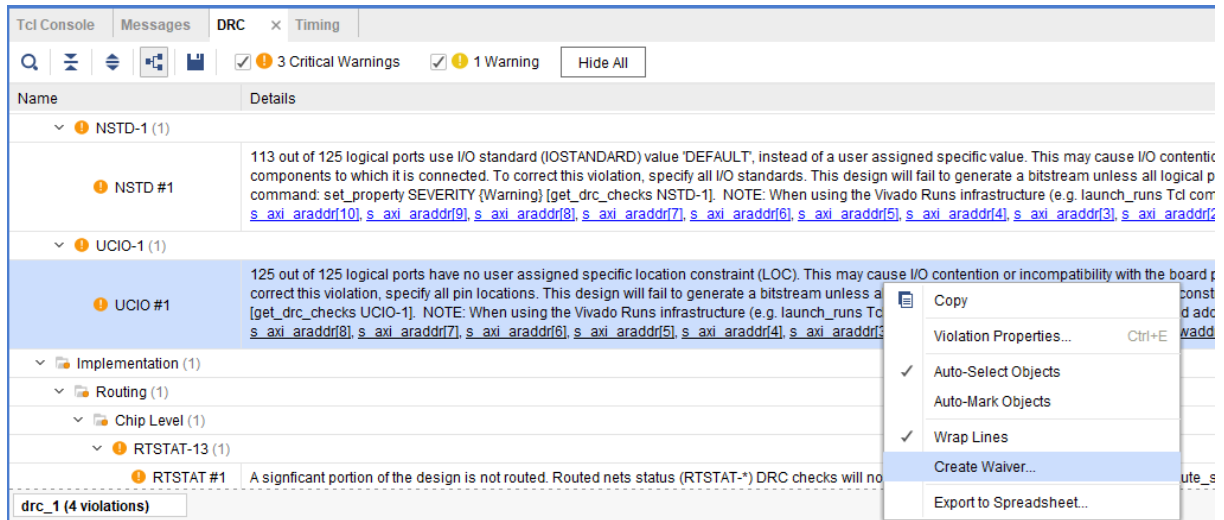 Tcl Console Messages DRC × Timing
3 Critical Warnings 1 Warning Hide All
Name Details
NSTD-1 (1)
113 out of 125 logical ports use I/O standard (IOSTANDARD) value 'DEFAULT', instead of a user assigned specific value. This may cause I/O contentio
NSTD #1 components to which it is connected. To correct this violation, specify all I/O standards. This design will fail to generate a bitstream unless all logical p
command: set_property SEVERITY {Warning} [get_drc_checks NSTD-1]. NOTE: When using the Vivado Runs infrastructure (e.g. launch_runs Tcl com
s_axi_araddr[10], s_axi_araddr[9], s_axi_araddr[8], s_axi_araddr[7], s_axi_araddr[6], s_axi_araddr[5], s_axi_araddr[4], s_axi_araddr[3], s_axi_araddr[2
UCIO-1 (1)
125 out of 125 logical ports have no user assigned specific location constraint (LOC). This may cause I/O contention or incompatibility with the board p
UCIO #1 correct this violation, specify all pin locations. This design will fail to generate a bitstream unless a const
[get_drc_checks UCIO-1]. NOTE: When using the Vivado Runs infrastructure (e.g. launch_runs Tc d add
s_axi_araddr[8], s_axi_araddr[7], s_axi_araddr[6], s_axi_araddr[5], s_axi_araddr[4], s_axi_araddr[3 waddr
Implementation (1)
Routing (1)
Chip Level (1)
RTSTAT-13 (1)
RTSTAT #1 A signficant portion of the design is not routed. Routed nets status (RTSTAT-*) DRC checks will no ute_s
drc_1 (4 violations)
Copy
Violation Properties... Ctrl+E
Auto-Select Objects
Auto-Mark Objects
Wrap Lines
Create Waiver...
Export to Spreadsheet...